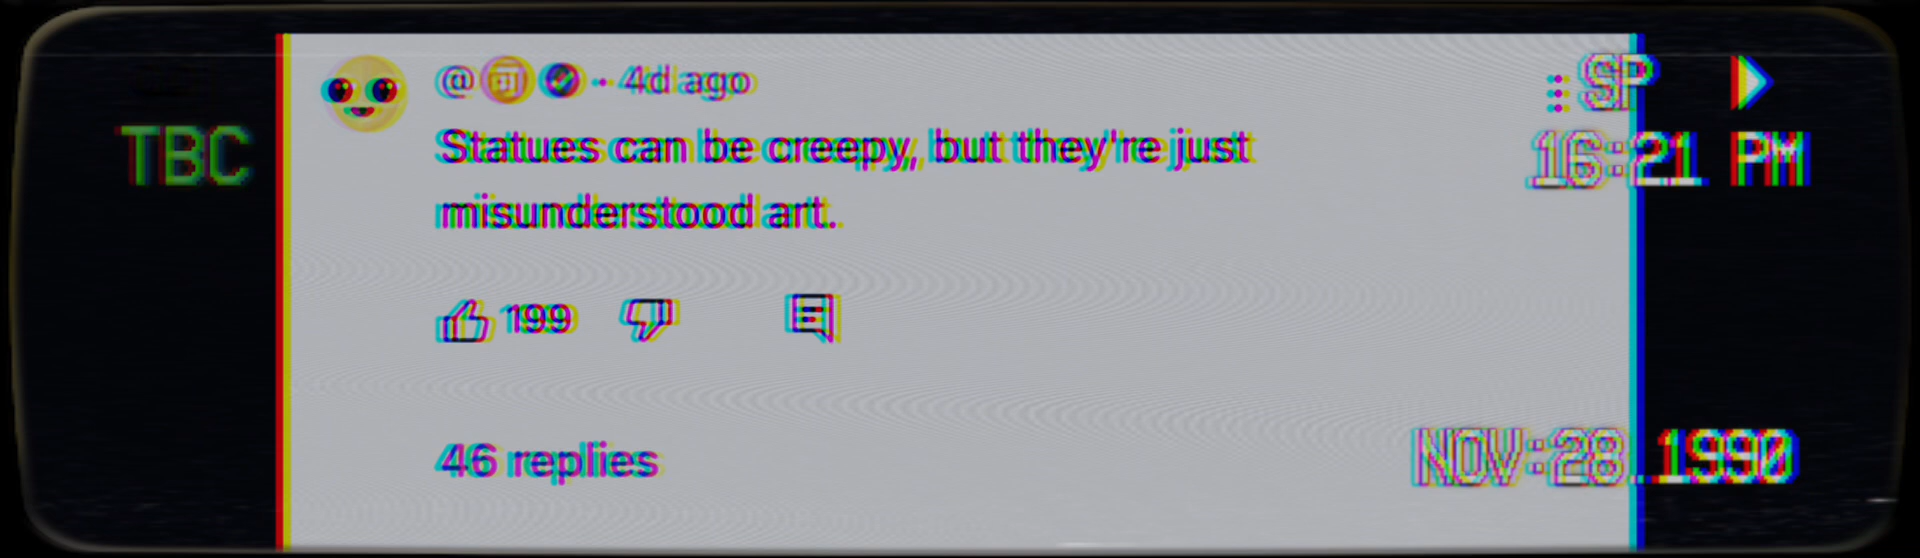 @🉑 · 4d ago
SP
TBC
Statues can be creepy, but they're just
16:21 PM
misunderstood art.
199
46 replies
NOV:28 1990